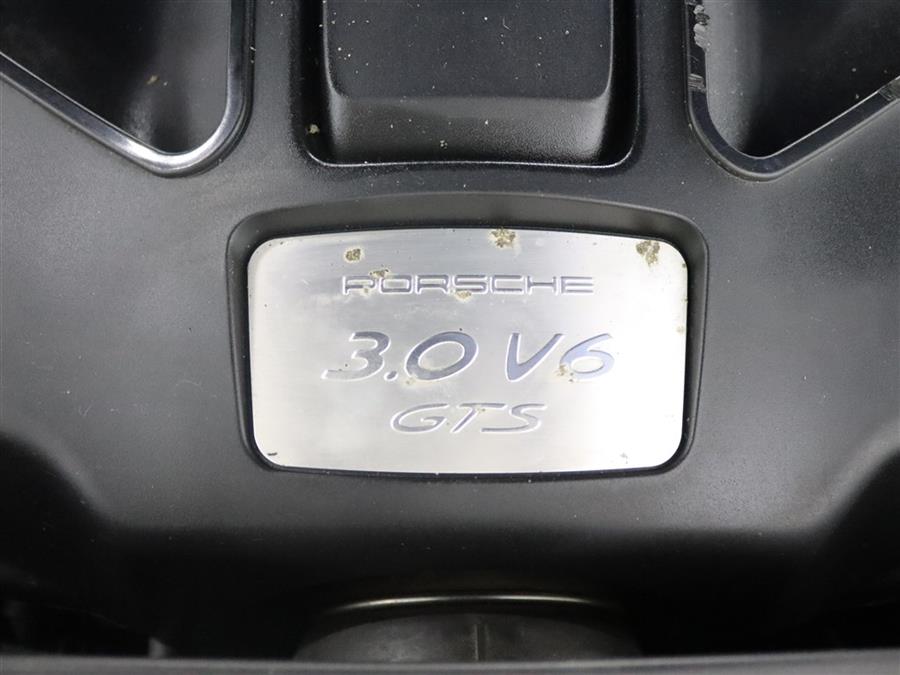 PORSCHE
3.0 V6
GTS